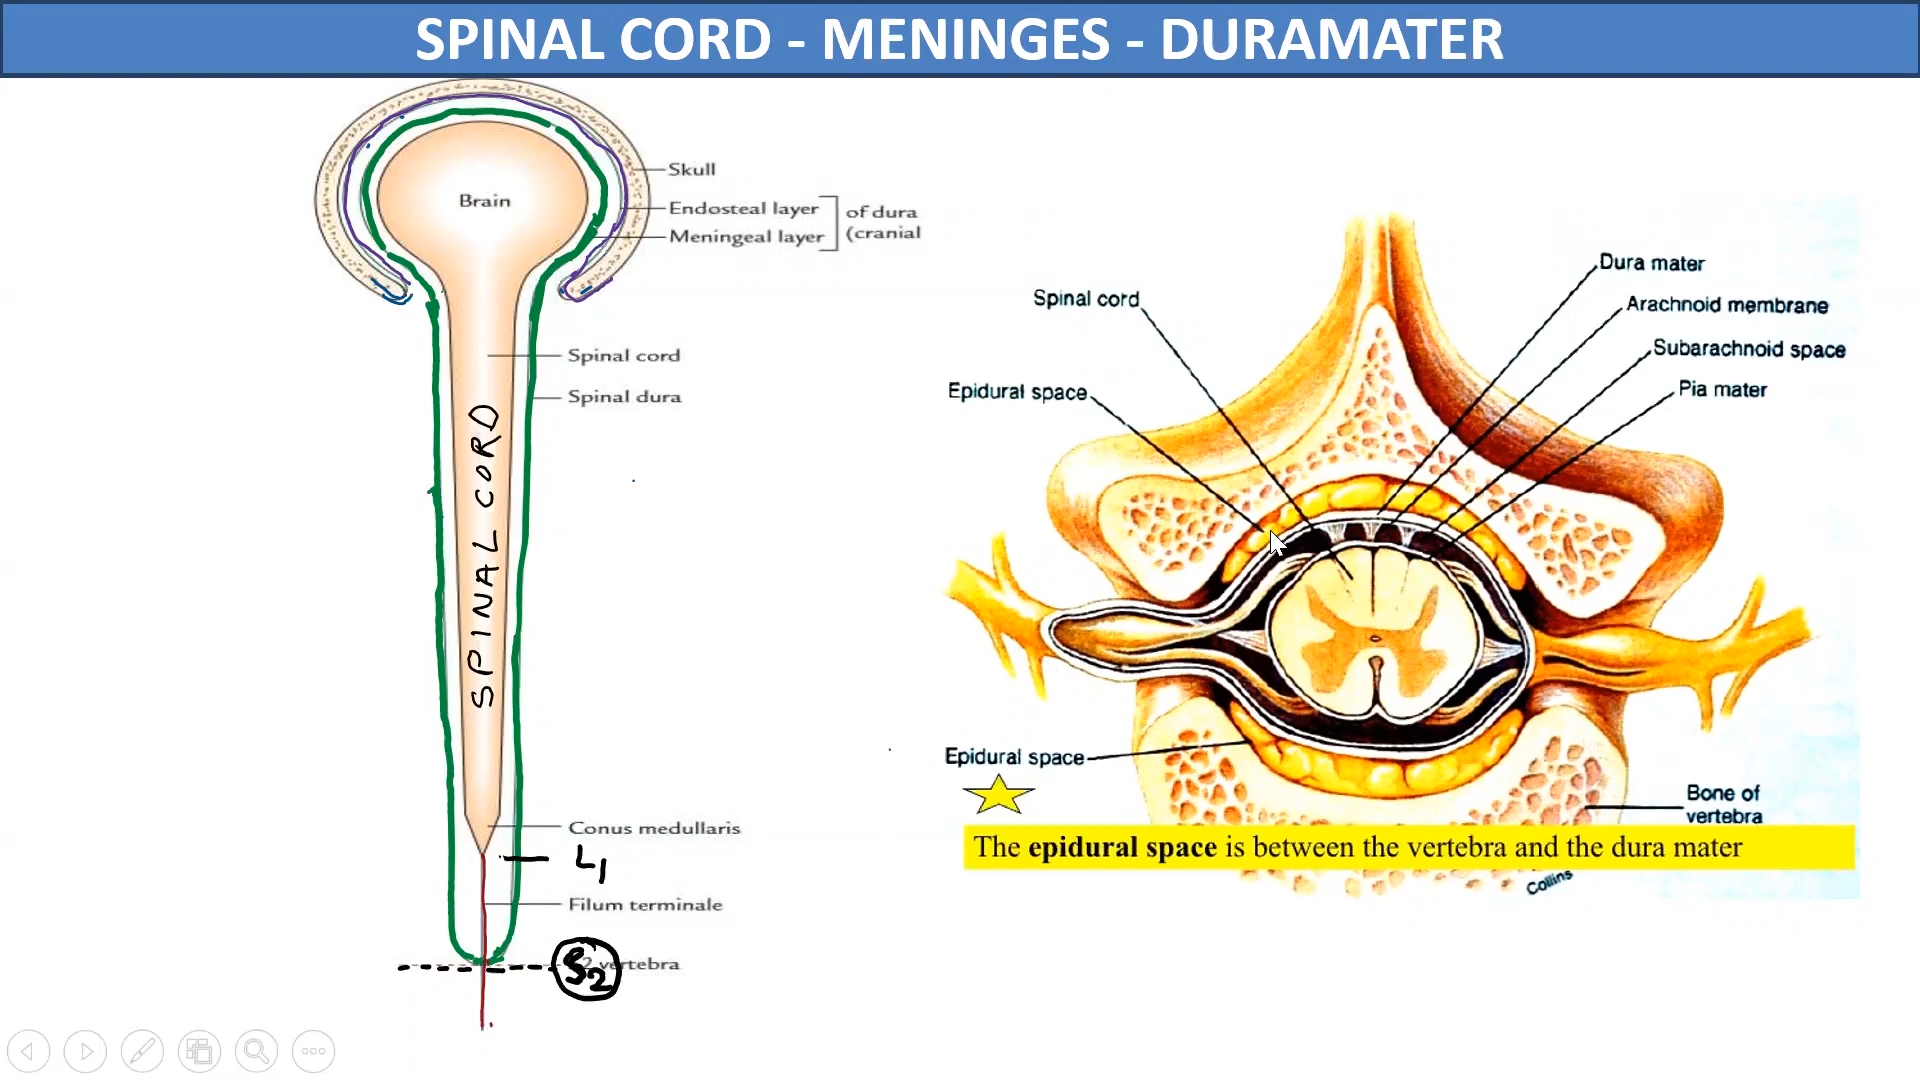 SPINAL CORD - MENINGES - DURAMATER
Skull
Brain
Endosteal layer
Meningeal layer
of dura
(cranial
Spinal cord
Spinal dura
SPINAL CORD
Conus medullaris
L1
Filum terminale
S2 vertebra
Dura mater
Spinal cord
Arachnoid membrane
Subarachnoid space
Epidural space
Pia mater
Epidural space
Bone of
vertebra
The epidural space is between the vertebra and the dura mater
Collins